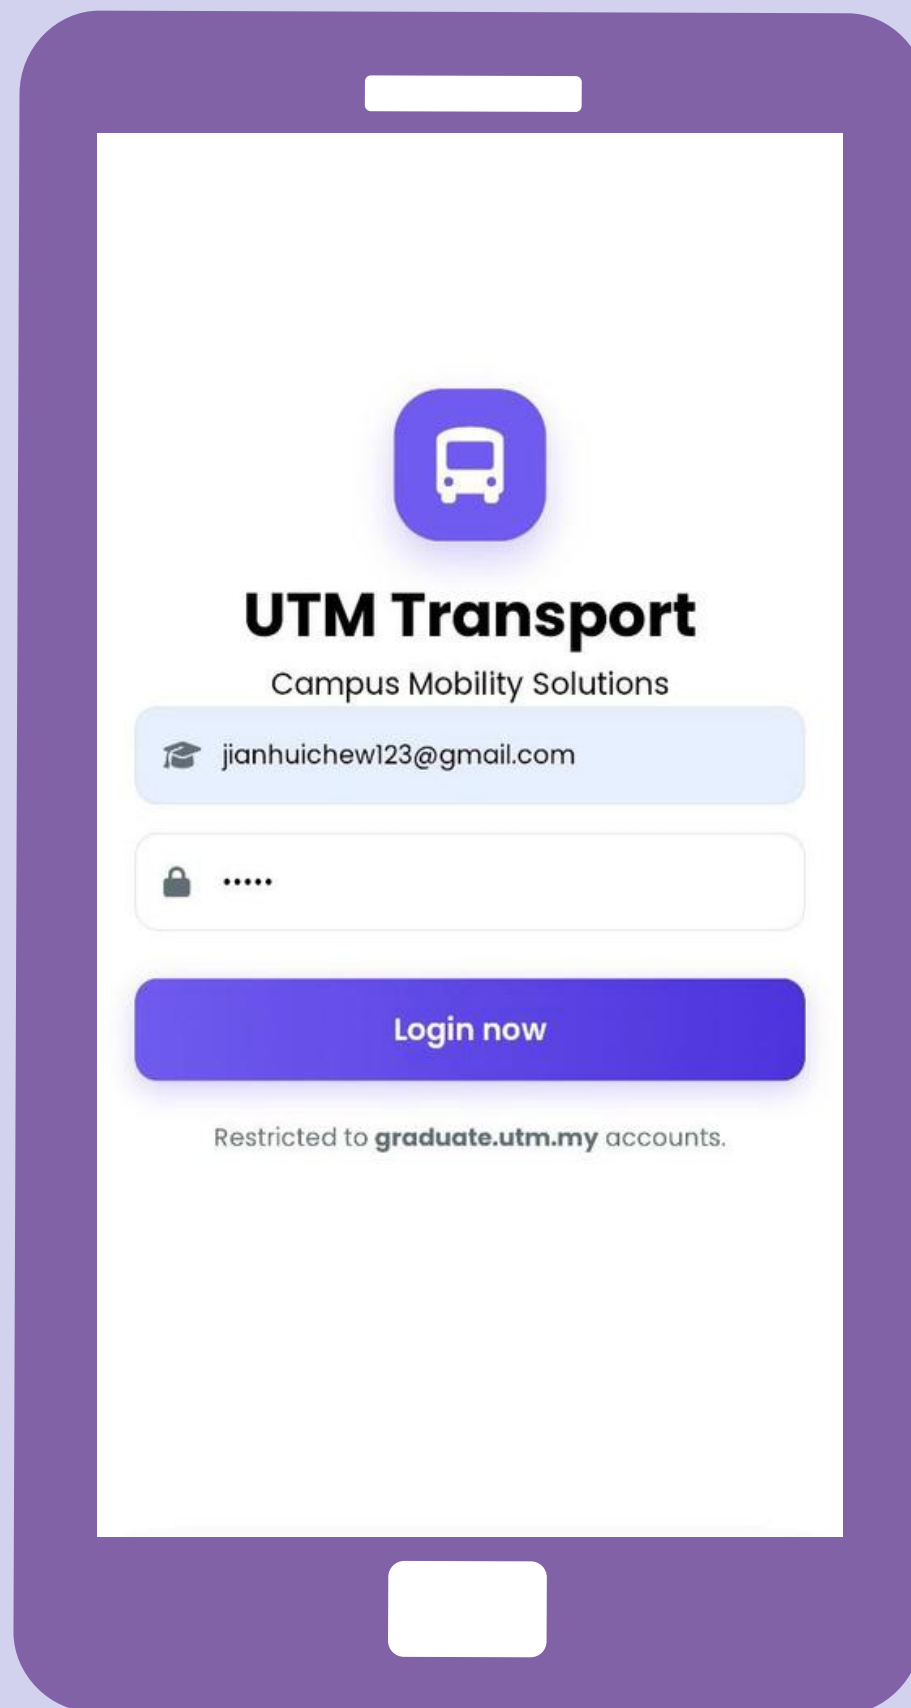 UTM Transport
Campus Mobility Solutions
jianhuichew123@gmail.com
•••••
Login now
Restricted to graduate.utm.my accounts.